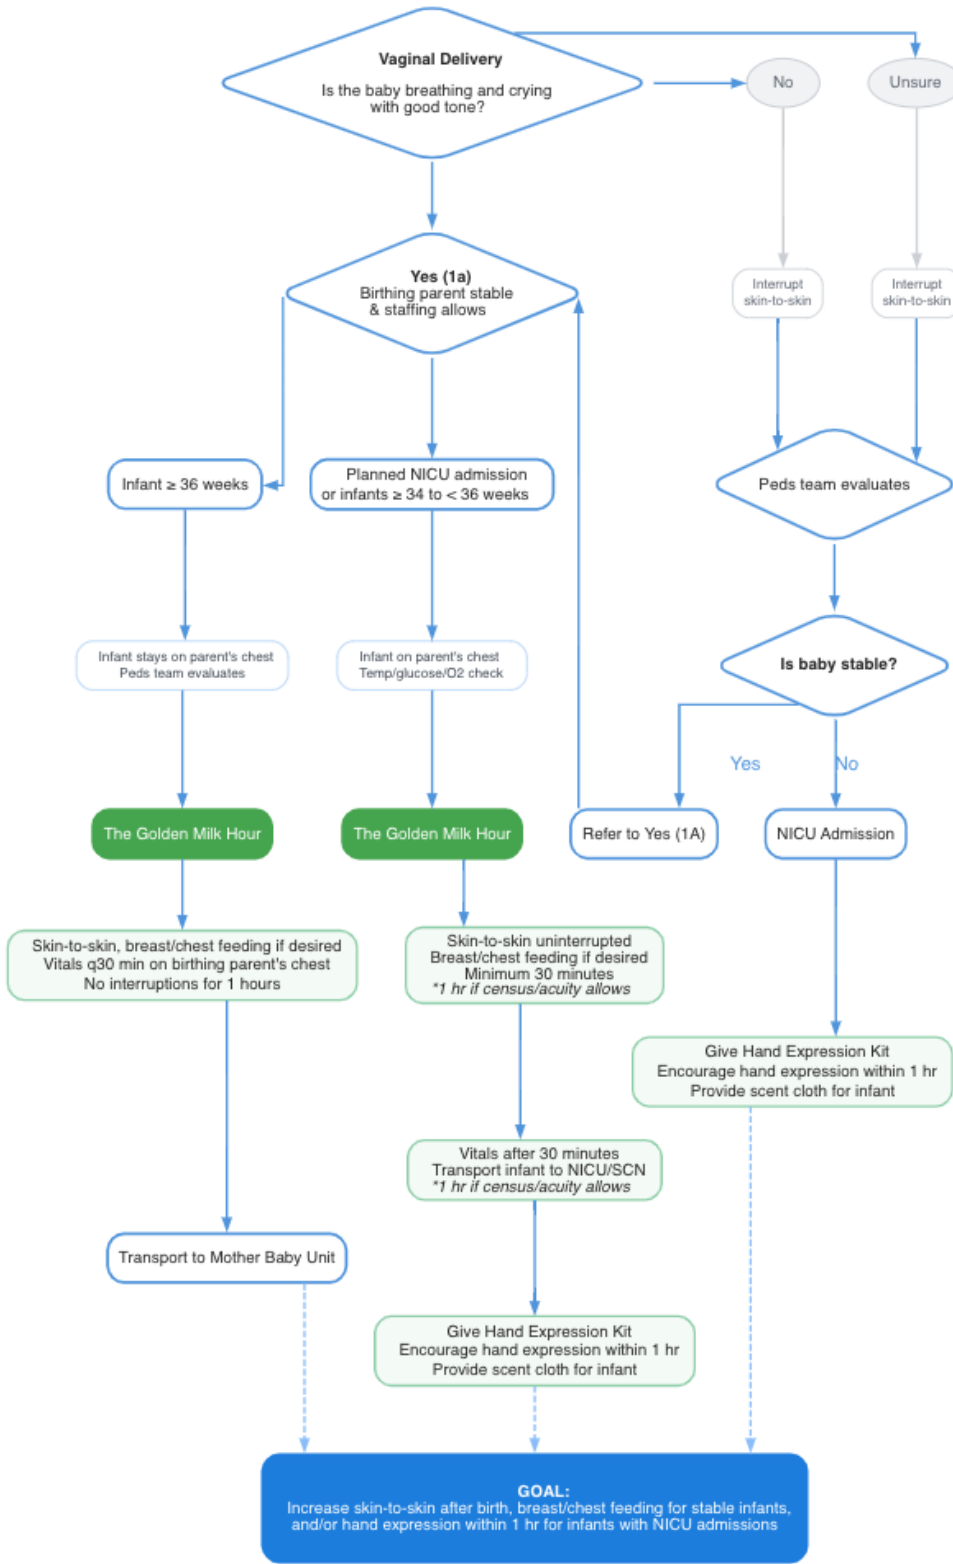 Vaginal Delivery
Is the baby breathing and crying
with good tone?
No
Unsure
Yes (1a)
Birthing parent stable
& staffing allows
Interrupt
skin-to-skin
Interrupt
skin-to-skin
Infant ≥ 36 weeks
Planned NICU admission
or infants ≥ 34 to < 36 weeks
Peds team evaluates
Infant stays on parent's chest
Peds team evaluates
Infant on parent's chest
Temp/glucose/O2 check
Is baby stable?
Yes
No
The Golden Milk Hour
The Golden Milk Hour
Refer to Yes (1A)
NICU Admission
Skin-to-skin, breast/chest feeding if desired
Vitals q30 min on birthing parent's chest
No interruptions for 1 hours
Skin-to-skin uninterrupted
Breast/chest feeding if desired
Minimum 30 minutes
*1 hr if census/acuity allows
Give Hand Expression Kit
Encourage hand expression within 1 hr
Provide scent cloth for infant
Vitals after 30 minutes
Transport infant to NICU/SCN
*1 hr if census/acuity allows
Transport to Mother Baby Unit
Give Hand Expression Kit
Encourage hand expression within 1 hr
Provide scent cloth for infant
GOAL:
Increase skin-to-skin after birth, breast/chest feeding for stable infants,
and/or hand expression within 1 hr for infants with NICU admissions